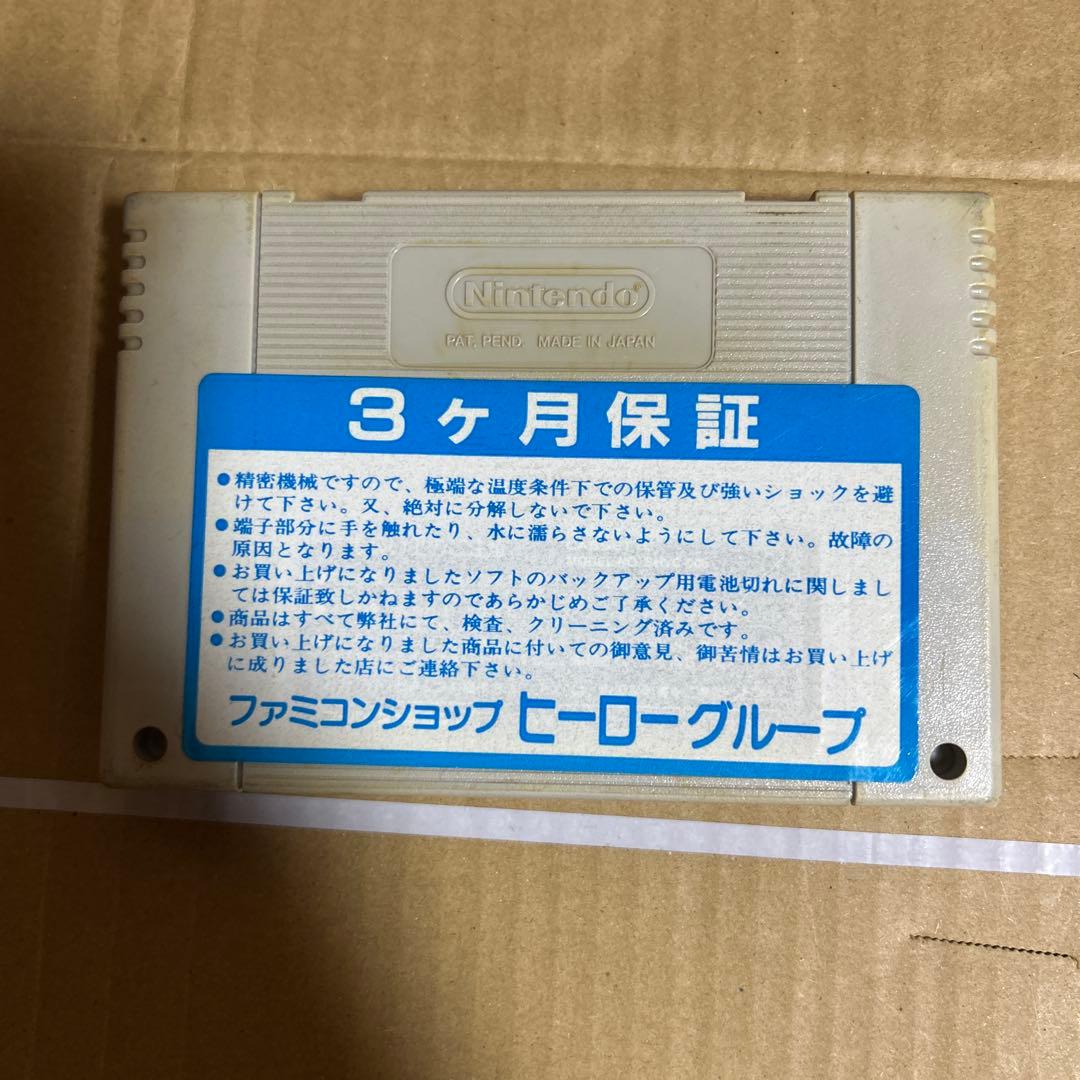 Nintendo
PAT. PEND. MADE IN JAPAN
3ヶ月保証
●精密機械ですので、極端な温度条件下での保管及び強いショックを避
けて下さい。又、絶対に分解しないで下さい。
●端子部分に手を触れたり、水に濡らさないようにして下さい。故障の
原因となります。
●お買い上げになりましたソフトのバックアップ用電池切れに関しまし
ては保証致しかねますのであらかじめご了承ください。
●商品はすべて弊社にて、検査、クリーニング済みです。
●お買い上げになりました商品に付いての御意見、御苦情はお買い上げ
に成りました店にご連絡下さい。
ファミコンショップ ヒーローグループ